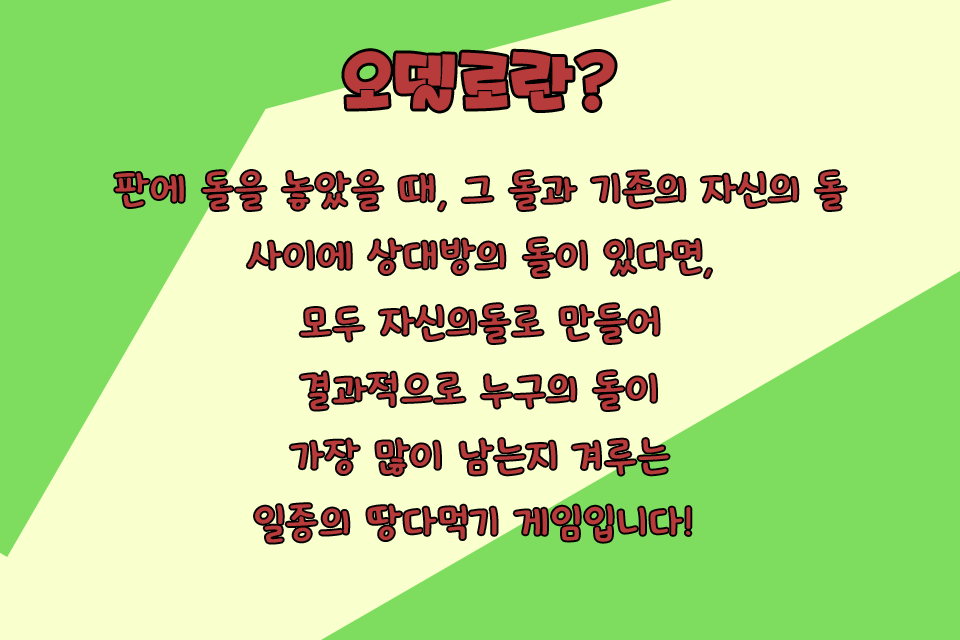 오델로란?
판에 돌을 놓았을 때, 그 돌과 기존의 자신의 돌
사이에 상대방의 돌이 있다면,
모두 자신의돌로 만들어
결과적으로 누구의 돌이
가장 많이 남는지 겨루는
일종의 땅다먹기 게임입니다!